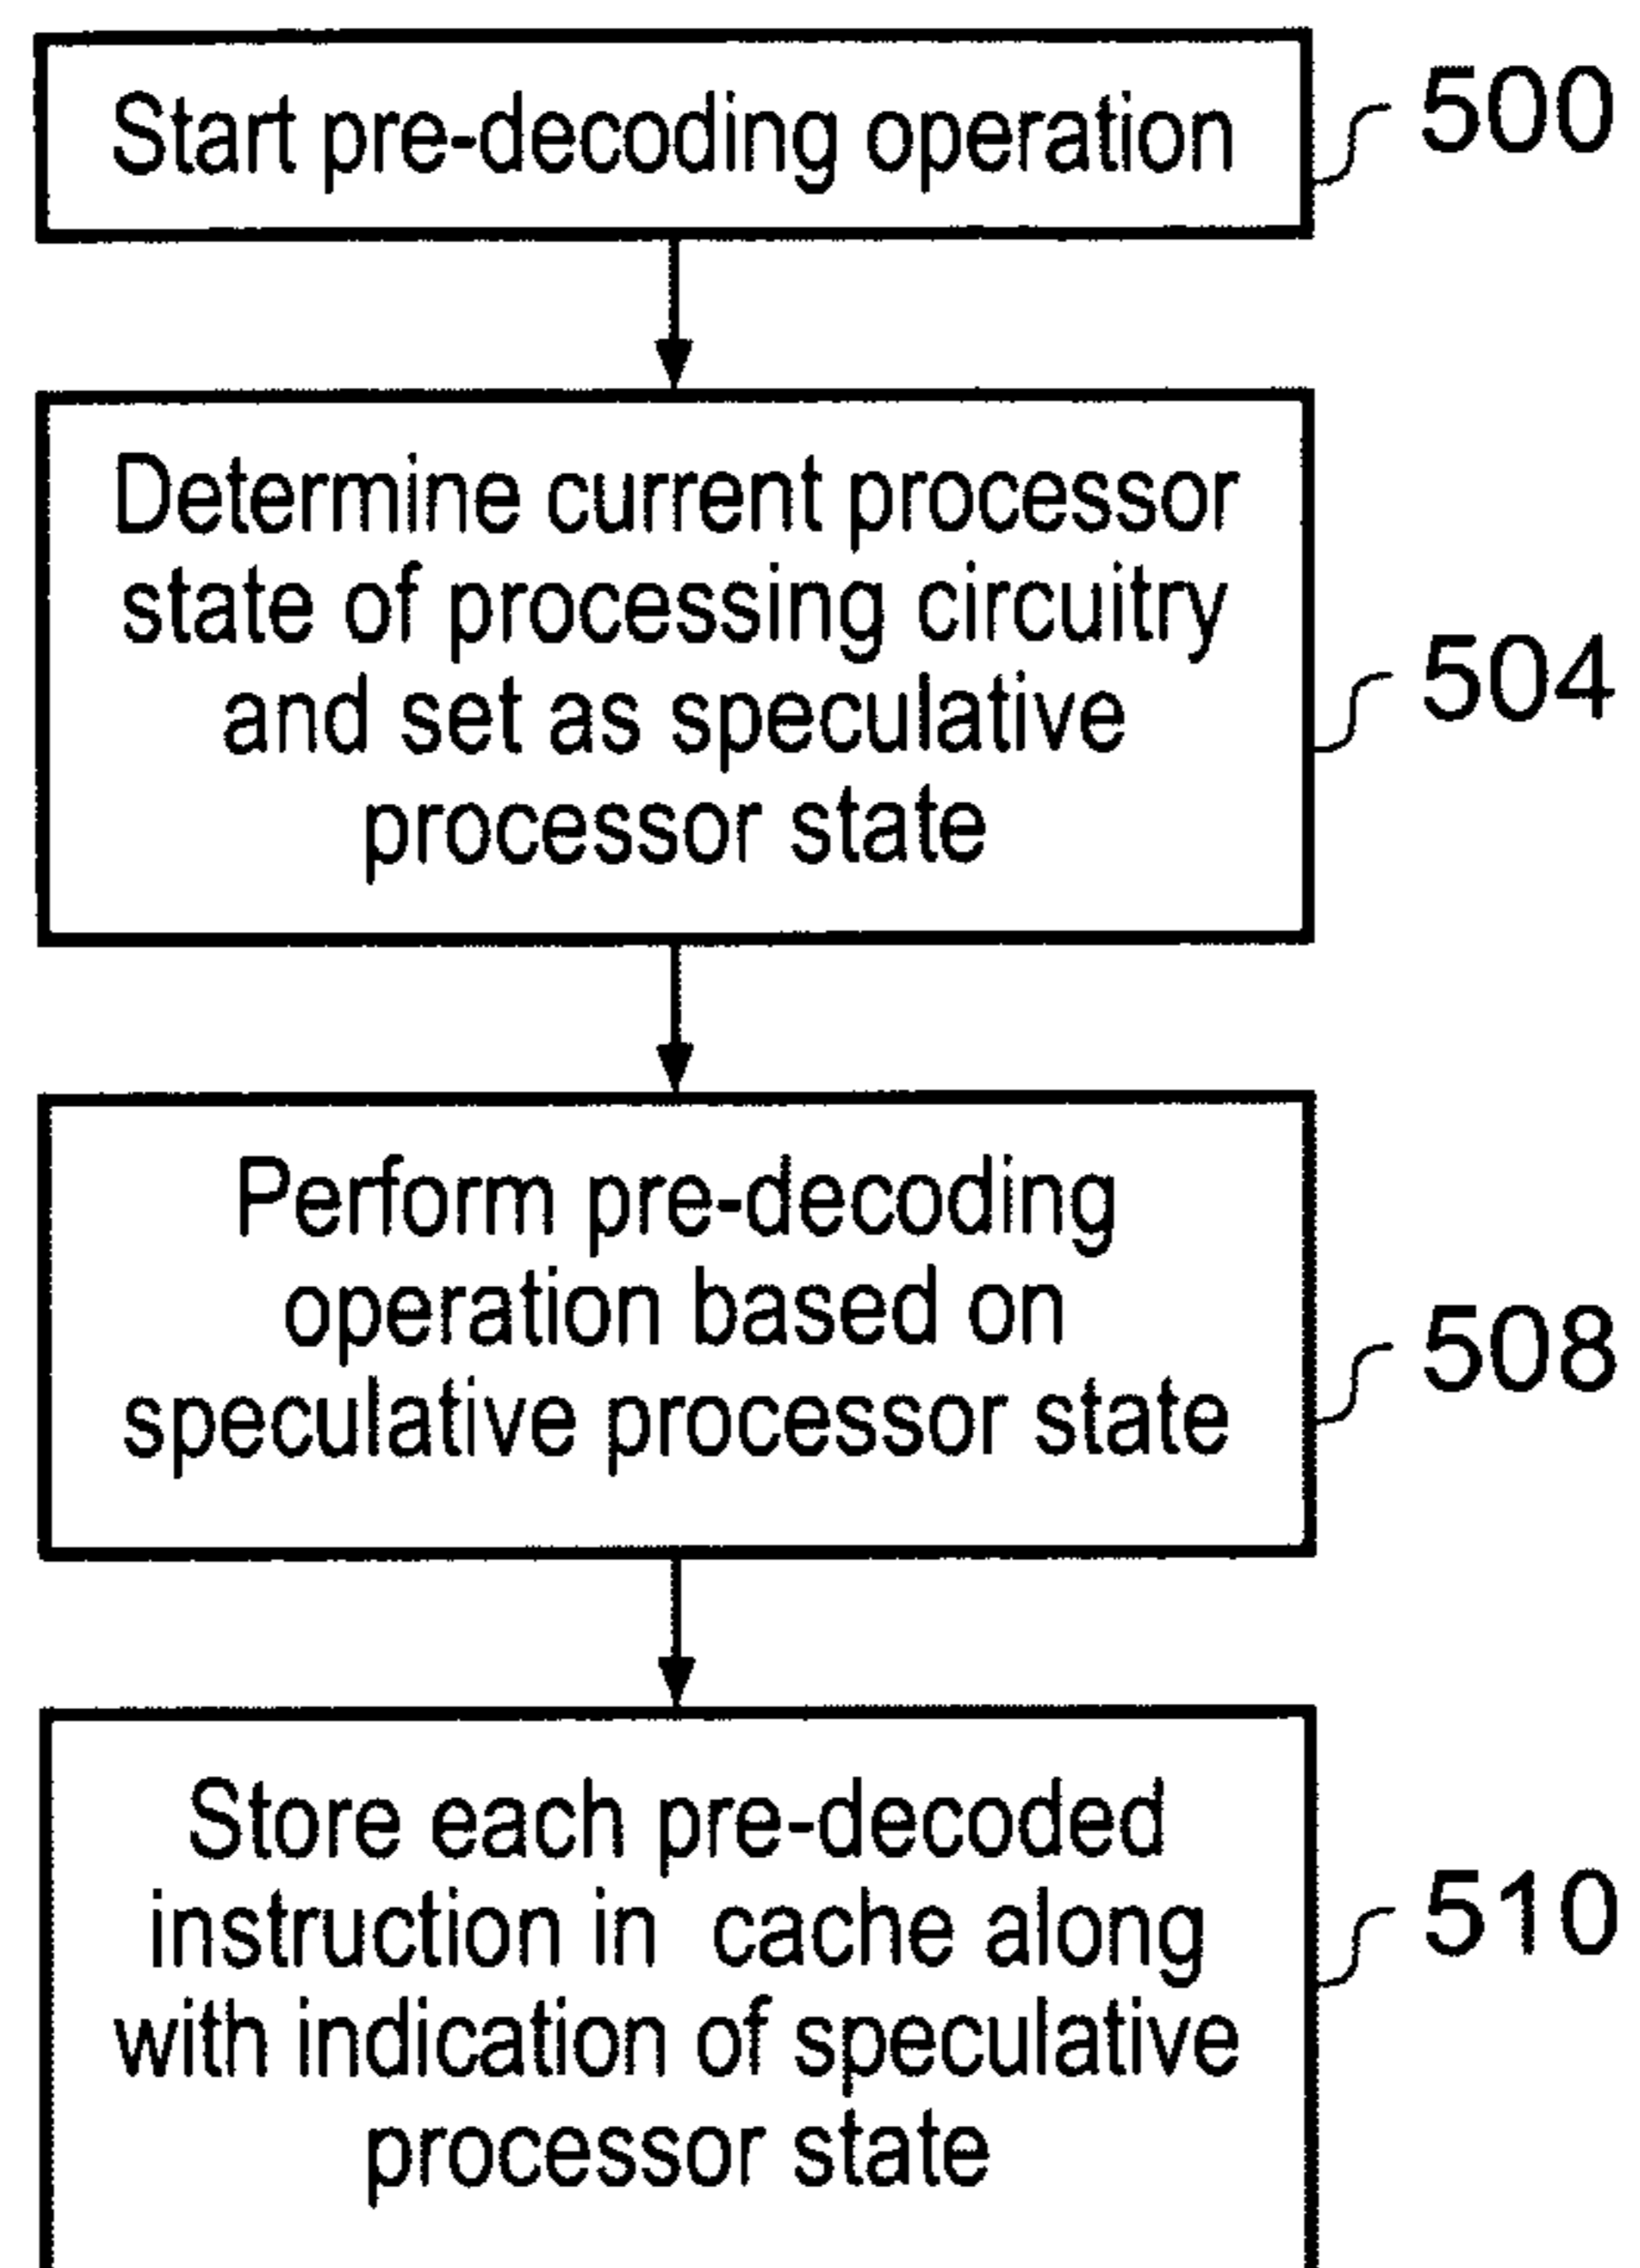 Start pre-decoding operation
500
Determine current processor
state of processing circuitry
and set as speculative
processor state
504
Perform pre-decoding
operation based on
speculative processor state
508
Store each pre-decoded
instruction in cache along
with indication of speculative
processor state
510